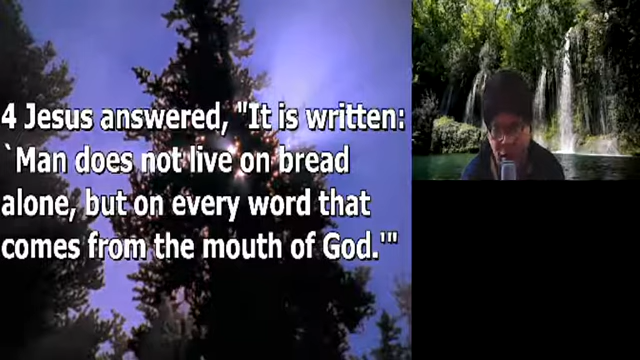 4 Jesus answered, "It is written:
`Man does not live on bread
alone, but on every word that
comes from the mouth of God.'"